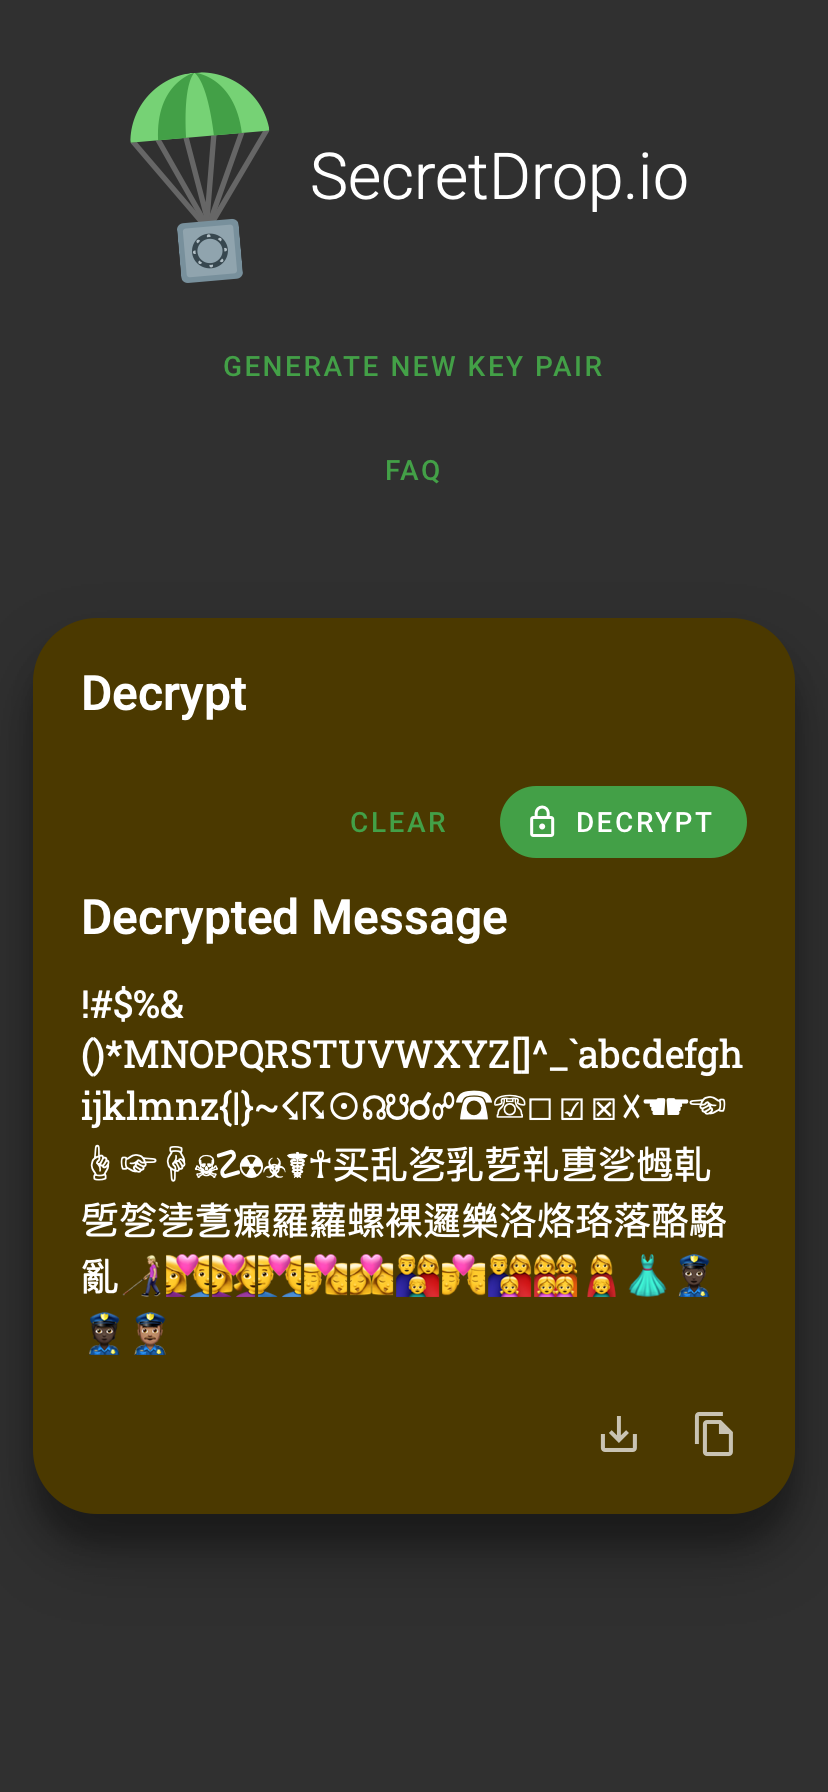 SecretDrop.io
GENERATE NEW KEY PAIR
FAQ
Decrypt
CLEAR
DECRYPT
Decrypted Message
!#$%&
()*MNOPQRSTUVWXYZ[]^_`abcdefgh
ijklmnz{|}~☇☈☉☊☋☌☍☎☏☐☑☒☓☚☛☜
☝☞☟☠☡☢☣☤☥买乱乲乳乴乵乶乷乸乹
乺乻乼乽癩羅蘿螺裸邏樂洛烙珞落酪駱
亂👩🏼‍🦯👩‍❤️‍👨👩‍❤️‍👩👨‍❤️‍👨👨‍❤️‍💋‍👩👩‍❤️‍💋‍👩👨‍👩‍👦👨‍❤️‍💋‍👨👨‍👩‍👧👩‍👩‍👧‍👧👩‍👧👗👮🏿
👮🏿👮🏽